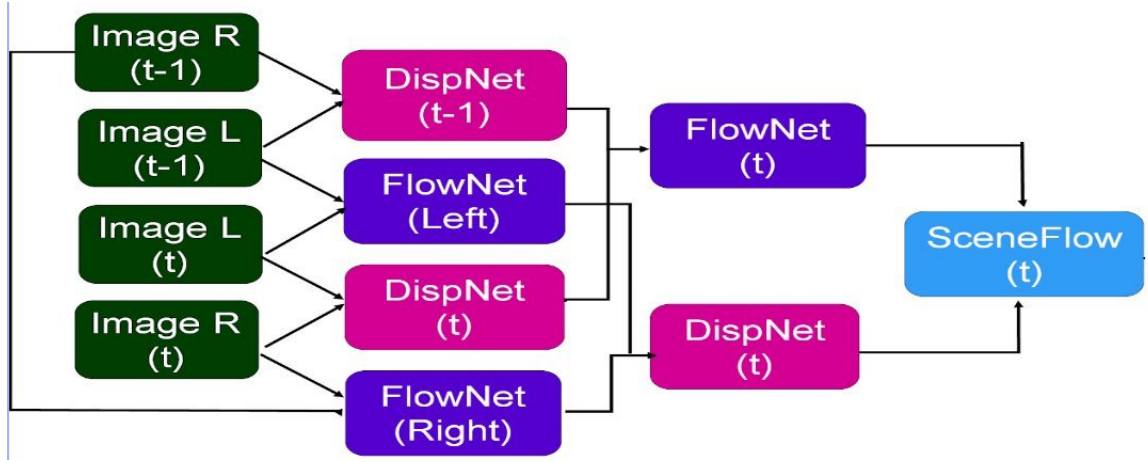 Image R
(t-1)
Image L
(t-1)
Image L
(t)
Image R
(t)
DispNet
(t-1)
FlowNet
(Left)
DispNet
(t)
FlowNet
(Right)
FlowNet
(t)
DispNet
(t)
SceneFlow
(t)